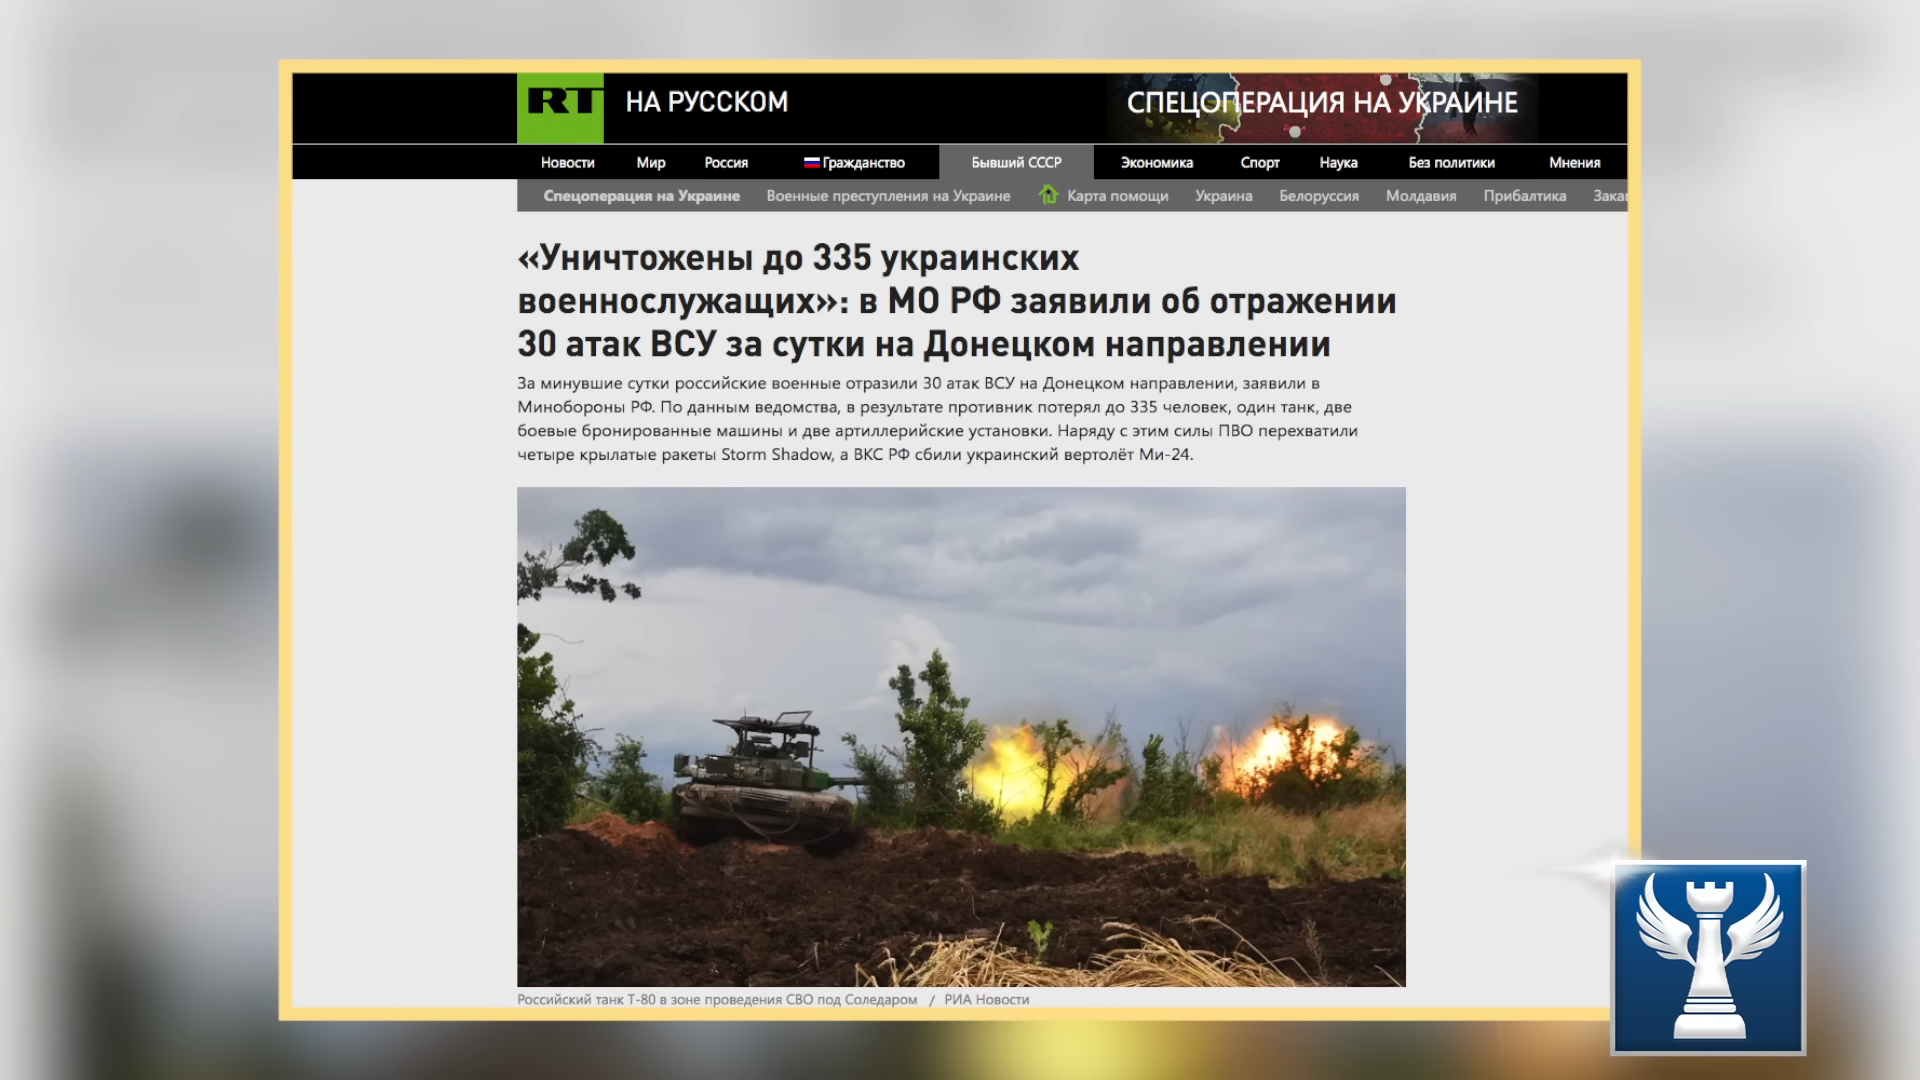 RT НА РУССКОМ
СПЕЦОПЕРАЦИЯ НА УКРАИНЕ
Новости Мир Россия Гражданство Бывший СССР Экономика Спорт Наука Без политики Мнения
Спецоперация на Украине Военные преступления на Украине Карта помощи Украина Белоруссия Молдавия Прибалтика Зака
«Уничтожены до 335 украинских
военнослужащих»: в МО РФ заявили об отражении
30 атак ВСУ за сутки на Донецком направлении
За минувшие сутки российские военные отразили 30 атак ВСУ на Донецком направлении, заявили в
Минобороны РФ. По данным ведомства, в результате противник потерял до 335 человек, один танк, две
боевые бронированные машины и две артиллерийские установки. Наряду с этим силы ПВО перехватили
четыре крылатые ракеты Storm Shadow, а ВКС РФ сбили украинский вертолёт Ми-24.
Российский танк Т-80 в зоне проведения СВО под Соледаром / РИА Новости